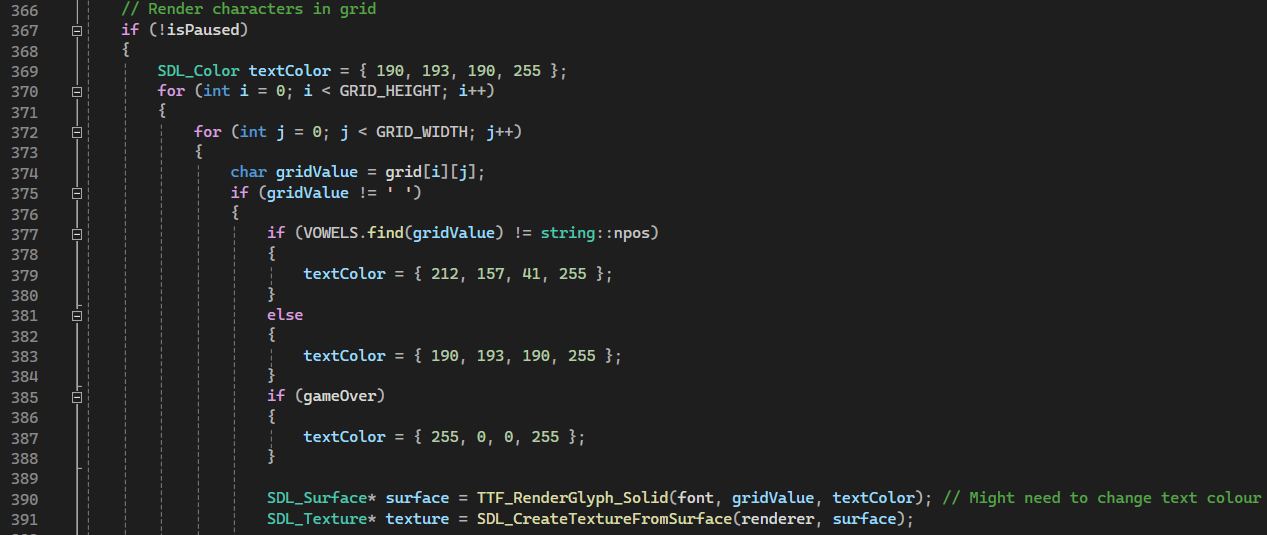 366 // Render characters in grid
367 if (!isPaused)
368 {
369 SDL_Color textColor = { 190, 193, 190, 255 };
370 for (int i = 0; i < GRID_HEIGHT; i++)
371 {
372 for (int j = 0; j < GRID_WIDTH; j++)
373 {
374 char gridValue = grid[i][j];
375 if (gridValue != ' ')
376 {
377 if (VOWELS.find(gridValue) != string::npos)
378 {
379 textColor = { 212, 157, 41, 255 };
380 }
381 else
382 {
383 textColor = { 190, 193, 190, 255 };
384 }
385 if (gameOver)
386 {
387 textColor = { 255, 0, 0, 255 };
388 }
389
390 SDL_Surface* surface = TTF_RenderGlyph_Solid(font, gridValue, textColor); // Might need to change text colour
391 SDL_Texture* texture = SDL_CreateTextureFromSurface(renderer, surface);